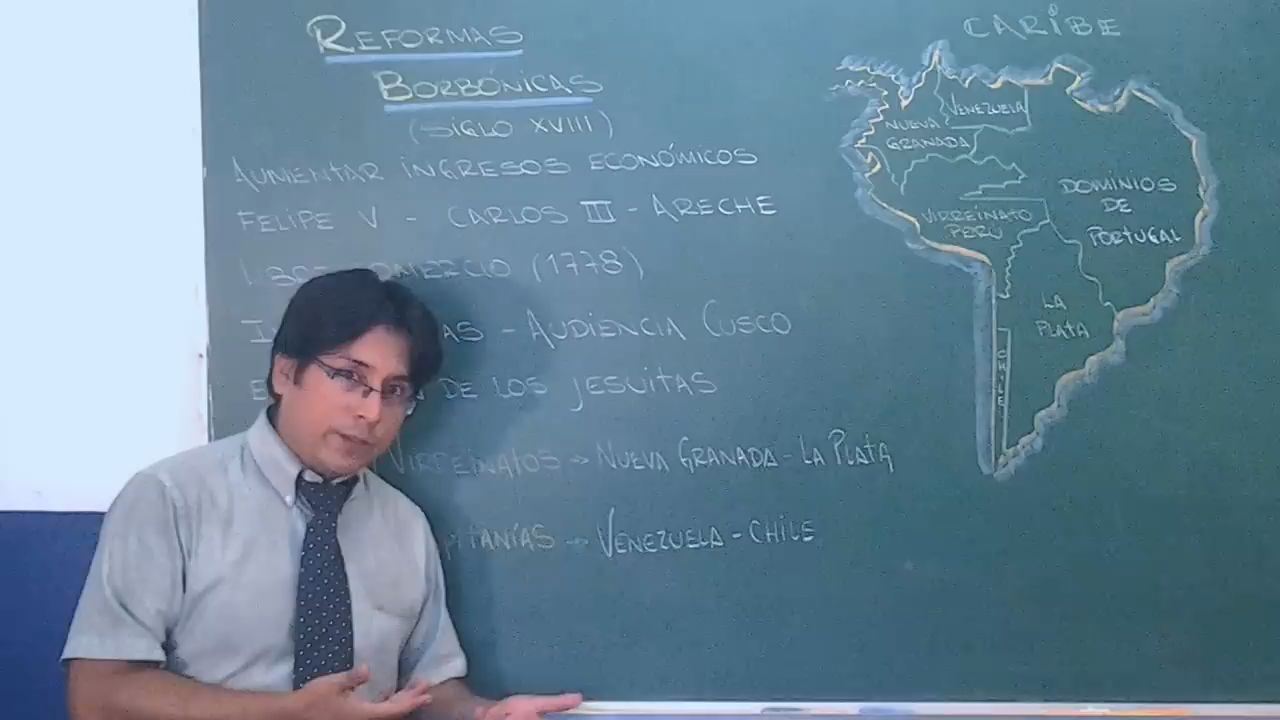 REFORMAS
BORBÓNICAS
(SIGLO XVIII)
AUMENTAR INGRESOS ECONÓMICOS
FELIPE V - CARLOS III - ARECHE
(1778)
- AUDIENCIA CUSCO
DE LOS JESUITAS
VIRREINATOS → NUEVA GRANADA - LA PLATA
→ VENEZUELA - CHILE
CARIBE
VENEZUELA
NUEVA
GRANADA
DOMINIOS
DE
PORTUGAL
VIRREINATO
PERÚ
LA
PLATA
CHILE